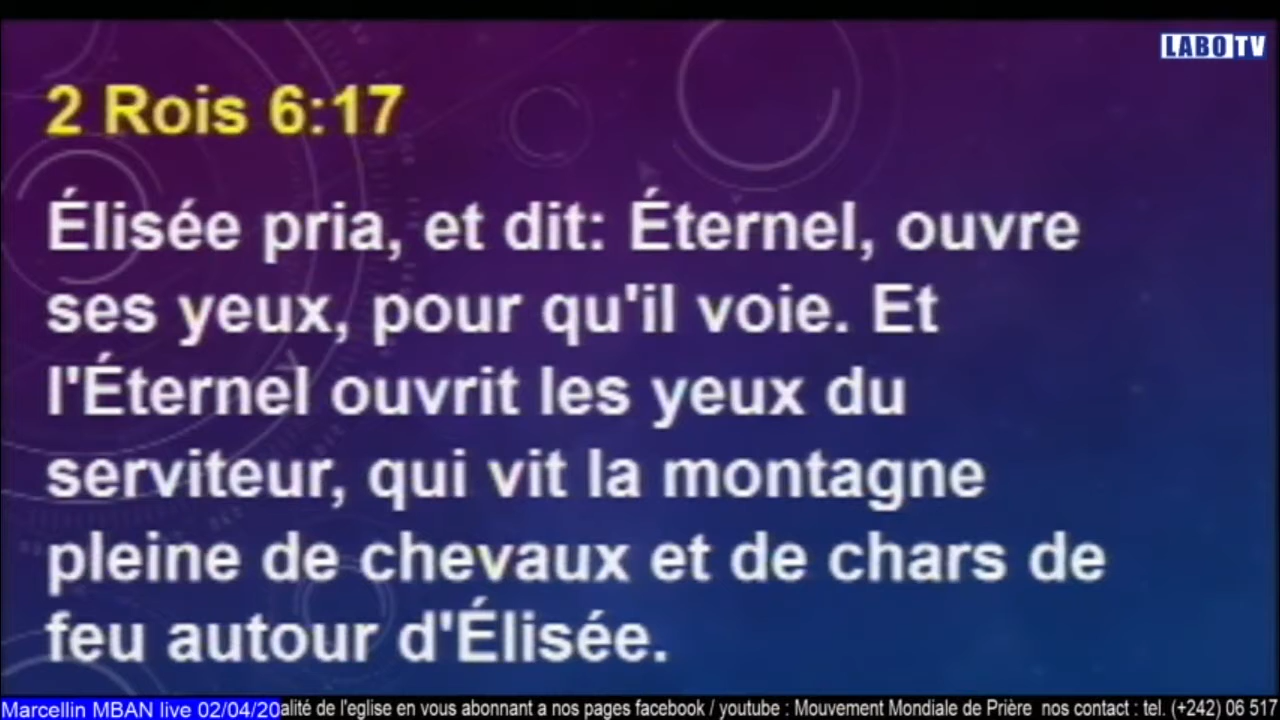 LABO TV
2 Rois 6:17
Élisée pria, et dit: Éternel, ouvre
ses yeux, pour qu'il voie. Et
l'Éternel ouvrit les yeux du
serviteur, qui vit la montagne
pleine de chevaux et de chars de
feu autour d'Élisée.
Marcellin MBAN live 02/04/20 alité de l'eglise en vous abonnant a nos pages facebook / youtube : Mouvement Mondiale de Prière nos contact : tel. (+242) 06 517